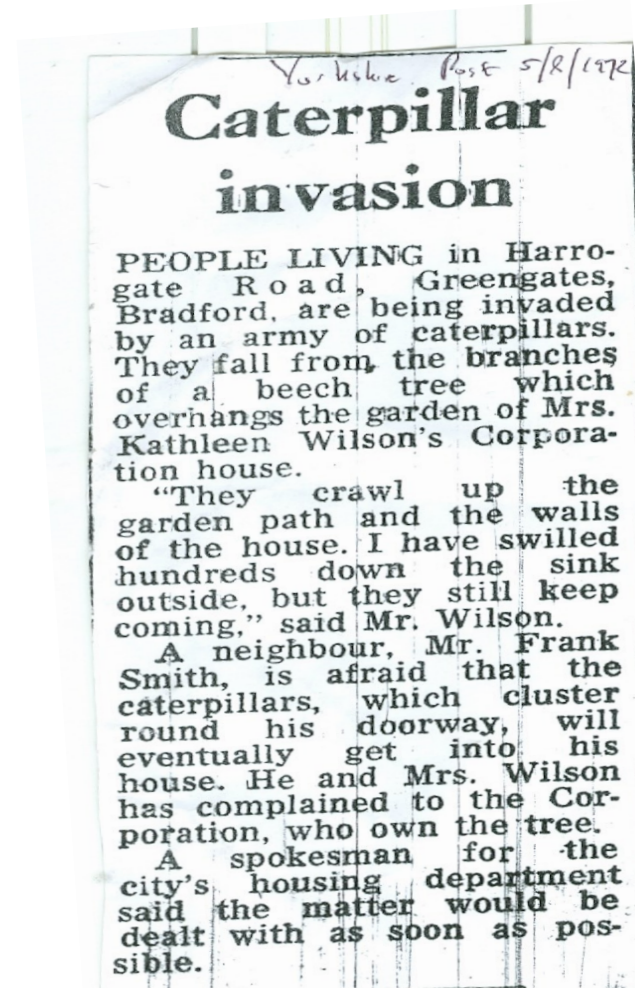 Yorkshire Post 5/8/1972
Caterpillar
invasion
PEOPLE LIVING in Harro-
gate Road, Greengates,
Bradford, are being invaded
by an army of caterpillars.
They fall from the branches
of a beech tree which
overhangs the garden of Mrs.
Kathleen Wilson's Corpora-
tion house.
"They crawl up the
garden path and the walls
of the house. I have swilled
hundreds down the sink
outside, but they still keep
coming," said Mr. Wilson.
A neighbour, Mr. Frank
Smith, is afraid that the
caterpillars, which cluster
round his doorway, will
eventually get into his
house. He and Mrs. Wilson
has complained to the Cor-
poration, who own the tree.
A spokesman for the
city's housing department
said the matter would be
dealt with as soon as pos-
sible.